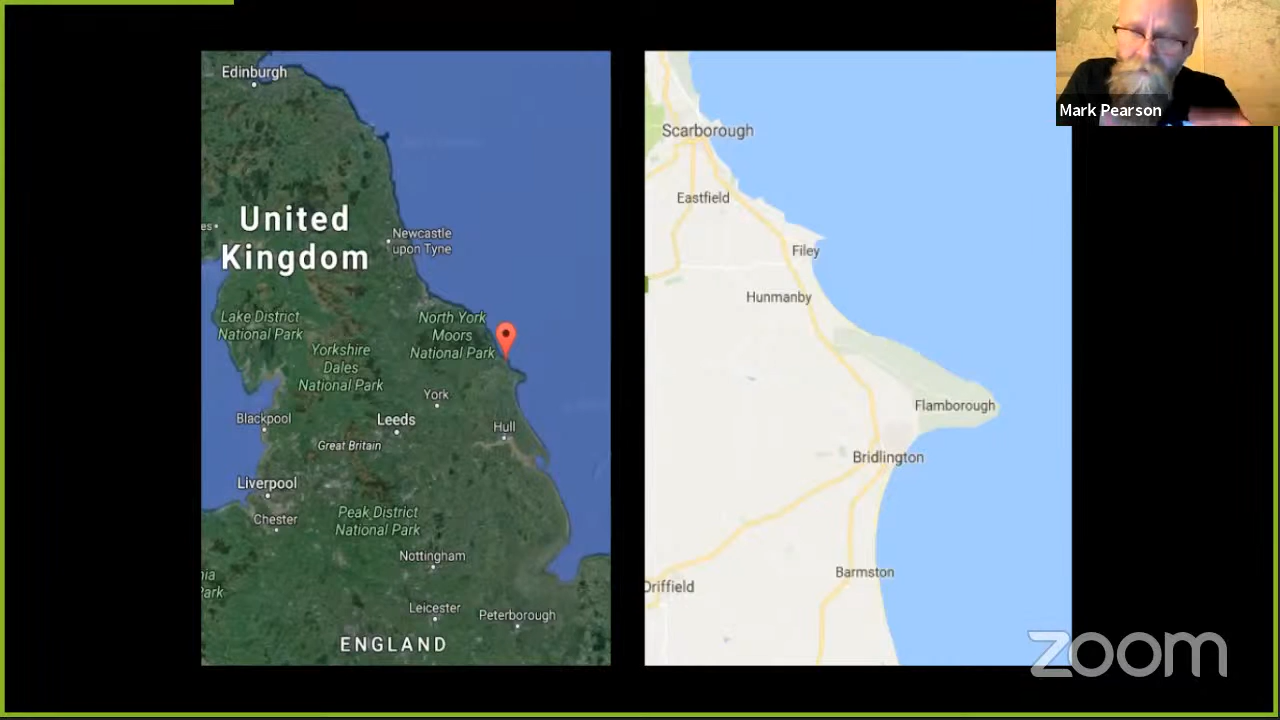 Edinburgh
United
Kingdom
Newcastle
upon Tyne
Lake District
National Park
North York
Moors
National Park
Yorkshire
Dales
National Park
York
Blackpool
Leeds
Hull
Great Britain
Liverpool
Chester
Peak District
National Park
Nottingham
Leicester
Peterborough
ENGLAND
Scarborough
Eastfield
Filey
Hunmanby
Flamborough
Bridlington
Barmston
Driffield
Mark Pearson
zoom